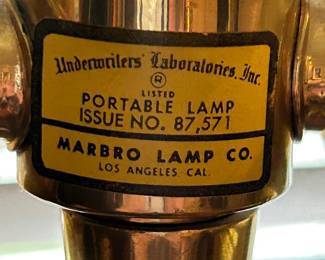 Underwriters' Laboratories, Inc.
®
LISTED
PORTABLE LAMP
ISSUE NO. 87,571
MARBRO LAMP CO.
LOS ANGELES CAL.